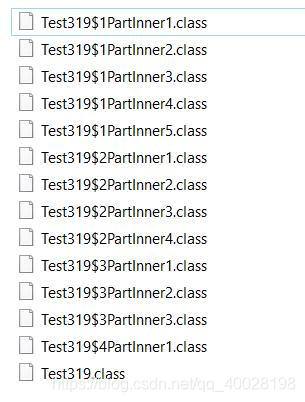 Test319$1PartInner1.class
Test319$1PartInner2.class
Test319$1PartInner3.class
Test319$1PartInner4.class
Test319$1PartInner5.class
Test319$2PartInner1.class
Test319$2PartInner2.class
Test319$2PartInner3.class
Test319$2PartInner4.class
Test319$3PartInner1.class
Test319$3PartInner2.class
Test319$3PartInner3.class
Test319$4PartInner1.class
Test319.class
https://blog.csdn.net/qq_40028198